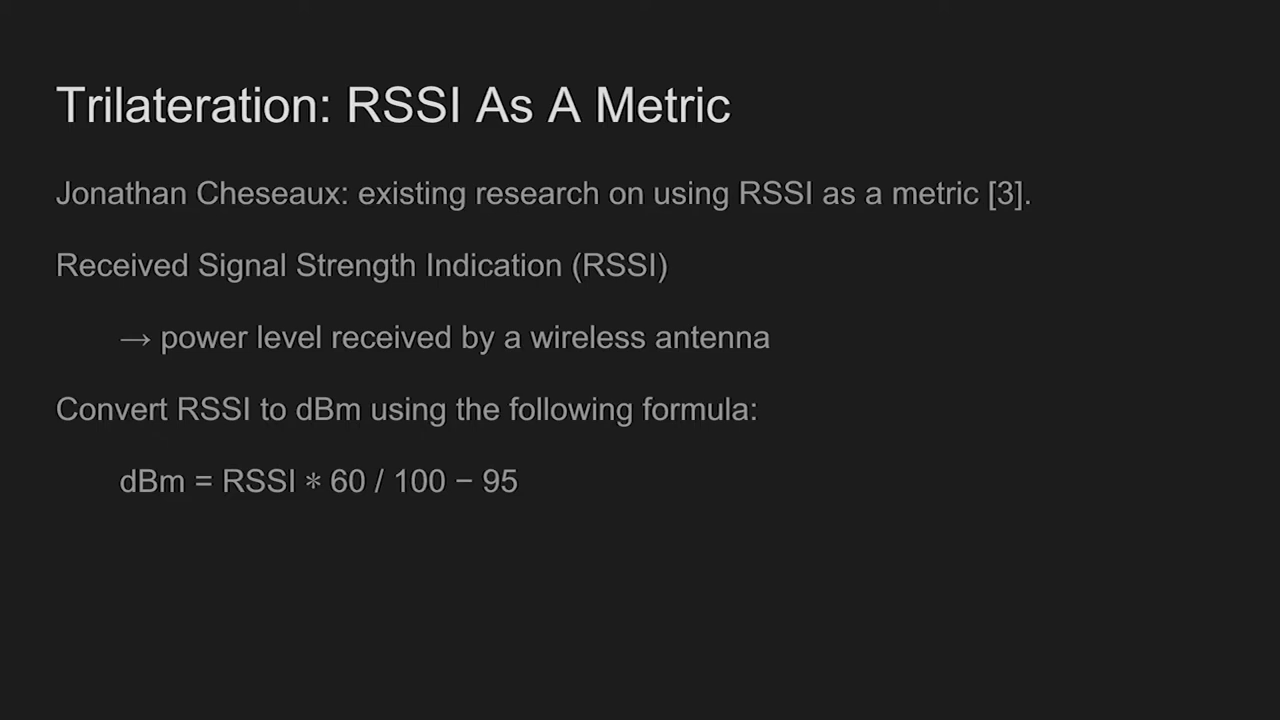 Trilateration: RSSI As A Metric
Jonathan Cheseaux: existing research on using RSSI as a metric [3].
Received Signal Strength Indication (RSSI)
→ power level received by a wireless antenna
Convert RSSI to dBm using the following formula:
dBm = RSSI ∗ 60 / 100 − 95